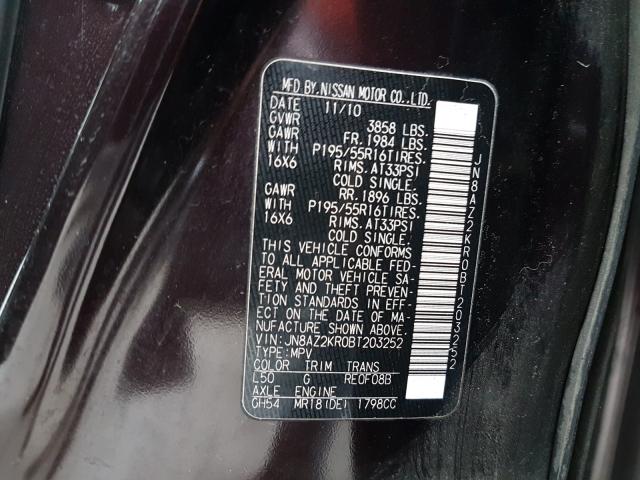 MFD BY. NISSAN MOTOR CO., LTD.
DATE 11/10
GVWR 3858 LBS.
GAWR FR. 1984 LBS.
WITH P195/55R16TIRES.
16X6 RIMS. AT33PSI
COLD SINGLE.
GAWR RR. 1896 LBS.
WITH P195/55R16TIRES.
16X6 RIMS. AT33PSI
COLD SINGLE.
THIS VEHICLE CONFORMS
TO ALL APPLICABLE FED-
ERAL MOTOR VEHICLE SA-
FETY AND THEFT PREVEN-
TION STANDARDS IN EFF-
ECT ON THE DATE OF MA-
NUFACTURE SHOWN ABOVE.
VIN: JN8AZ2KR0BT203252
TYPE: MPV
COLOR TRIM TRANS
L50 G RE0F08B
AXLE ENGINE
GH54 MR18(DE) 1798CC
JN8AZ2KR0BT203252